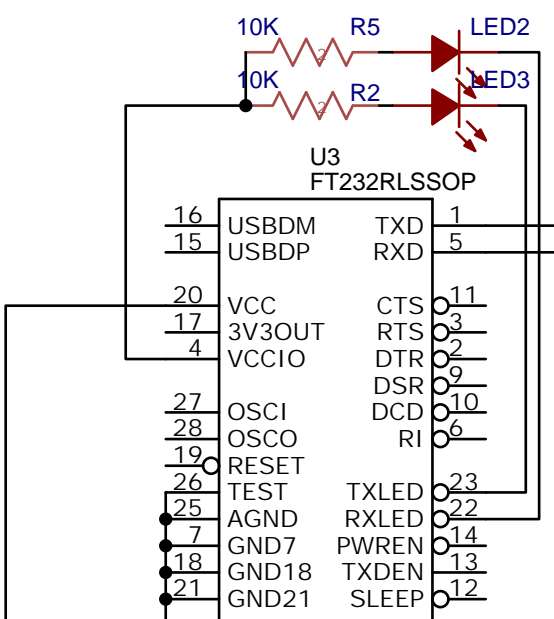 10K R5 LED2
2
10K R2 LED3
2
U3
FT232RLSSOP
16 USBDM TXD 1
15 USBDP RXD 5
20 VCC CTS 11
17 3V3OUT RTS 3
4 VCCIO DTR 2
DSR 9
27 OSCI DCD 10
28 OSCO RI 6
19 RESET
26 TEST TXLED 23
25 AGND RXLED 22
7 GND7 PWREN 14
18 GND18 TXDEN 13
21 GND21 SLEEP 12